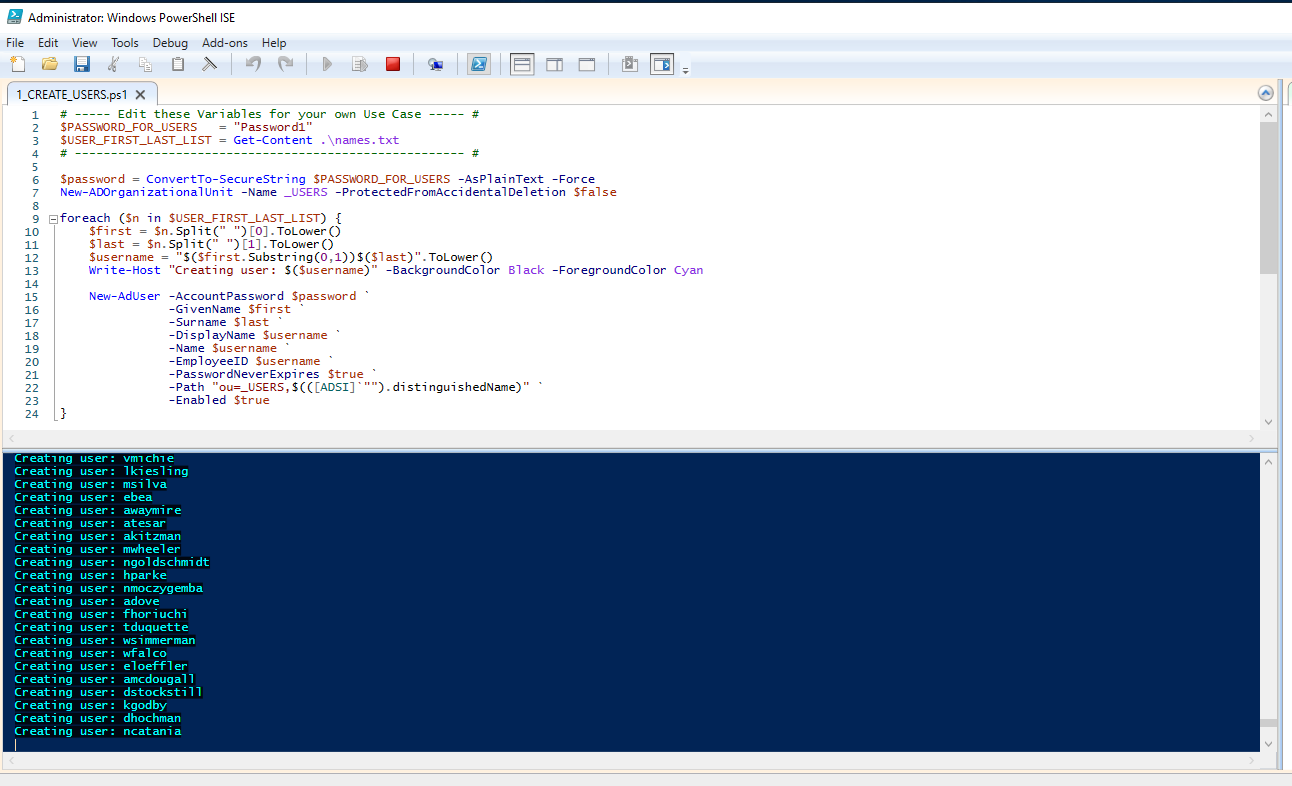 Administrator: Windows PowerShell ISE
File Edit View Tools Debug Add-ons Help
1_CREATE_USERS.ps1 X
1 # ----- Edit these Variables for your own Use Case ----- #
2 $PASSWORD_FOR_USERS   = "Password1"
3 $USER_FIRST_LAST_LIST = Get-Content .\names.txt
4 # ------------------------------------------------------ #
5
6 $password = ConvertTo-SecureString $PASSWORD_FOR_USERS -AsPlainText -Force
7 New-ADOrganizationalUnit -Name _USERS -ProtectedFromAccidentalDeletion $false
8
9 foreach ($n in $USER_FIRST_LAST_LIST) {
10     $first = $n.Split(" ")[0].ToLower()
11     $last = $n.Split(" ")[1].ToLower()
12     $username = "$($first.Substring(0,1))$($last)".ToLower()
13     Write-Host "Creating user: $($username)" -BackgroundColor Black -ForegroundColor Cyan
14
15     New-AdUser -AccountPassword $password `
16                -GivenName $first `
17                -Surname $last `
18                -DisplayName $username `
19                -Name $username `
20                -EmployeeID $username `
21                -PasswordNeverExpires $true `
22                -Path "ou=_USERS,$(([ADSI]`"").distinguishedName)" `
23                -Enabled $true
24 }
Creating user: vmichie
Creating user: lkiesling
Creating user: msilva
Creating user: ebea
Creating user: awaymire
Creating user: atesar
Creating user: akitzman
Creating user: mwheeler
Creating user: ngoldschmidt
Creating user: hparke
Creating user: nmoczygemba
Creating user: adove
Creating user: fhoriuchi
Creating user: tduquette
Creating user: wsimmerman
Creating user: wfalco
Creating user: eloeffler
Creating user: amcdougall
Creating user: dstockstill
Creating user: kgodby
Creating user: dhochman
Creating user: ncatania